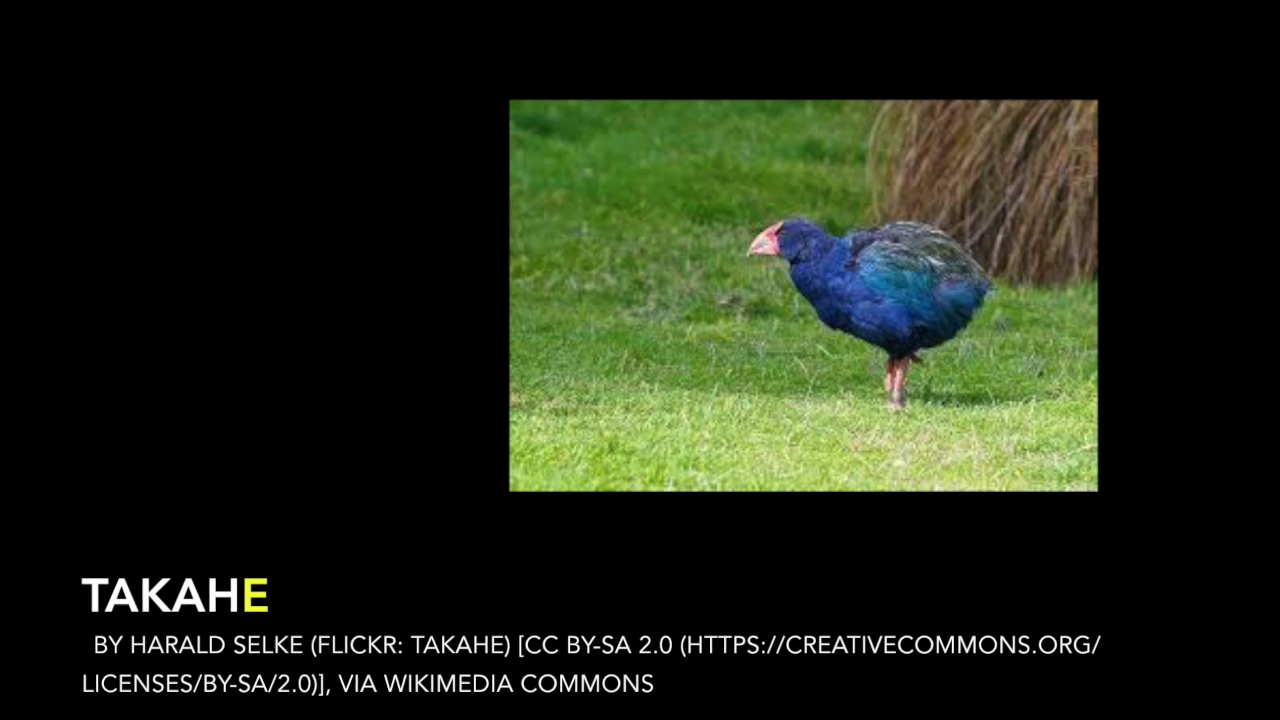 TAKAHE
BY HARALD SELKE (FLICKR: TAKAHE) [CC BY-SA 2.0 (HTTPS://CREATIVECOMMONS.ORG/
LICENSES/BY-SA/2.0)], VIA WIKIMEDIA COMMONS